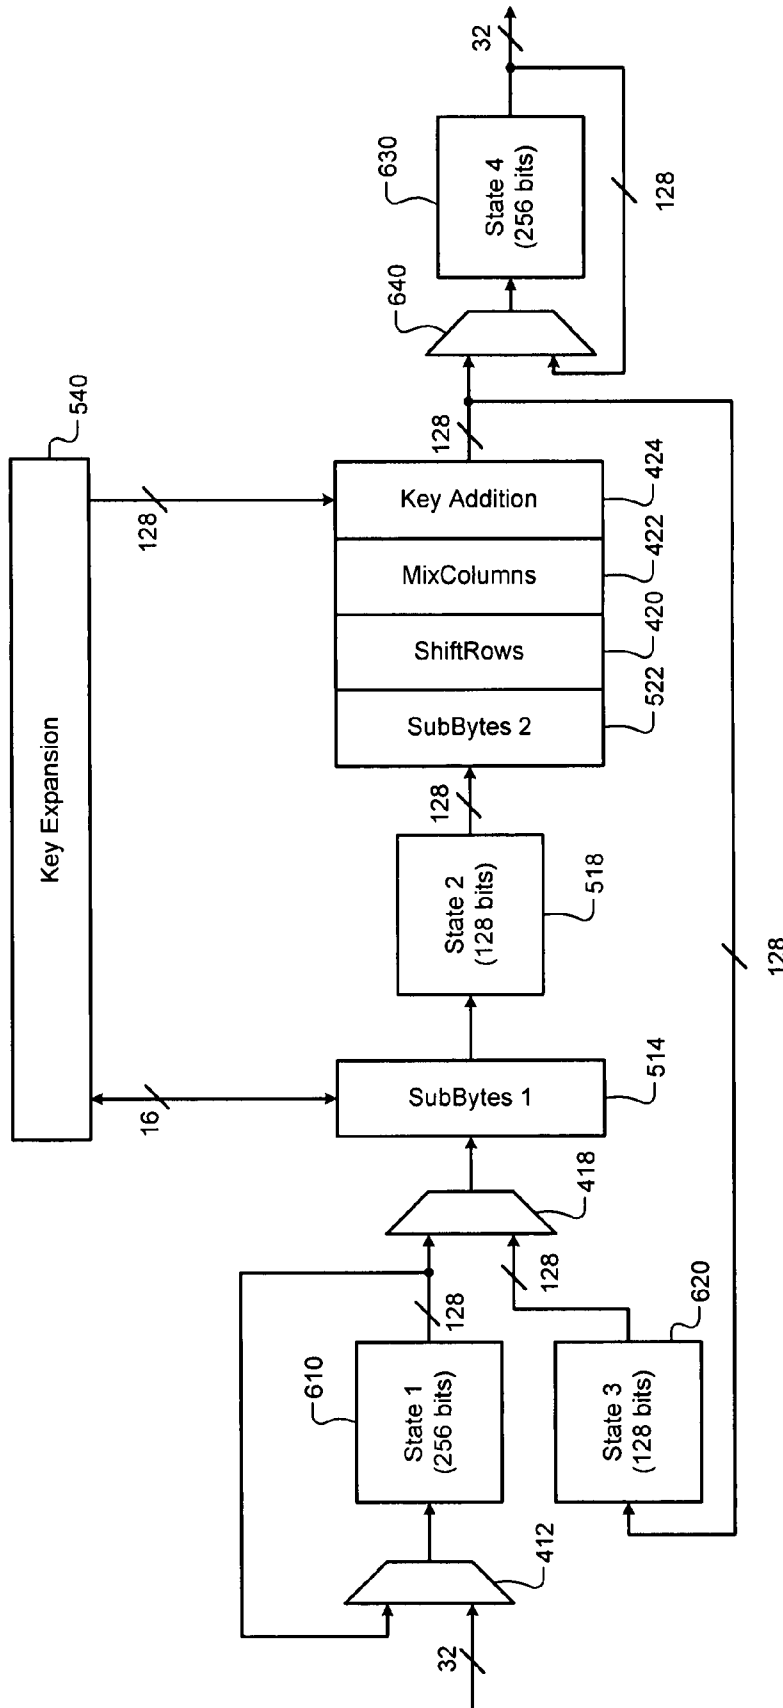 Key Expansion
540
16
128
32
412
State 1
(256 bits)
610
128
State 3
(128 bits)
620
128
418
SubBytes 1
514
State 2
(128 bits)
518
128
SubBytes 2
ShiftRows
MixColumns
Key Addition
522
420
422
424
128
128
640
State 4
(256 bits)
630
128
32